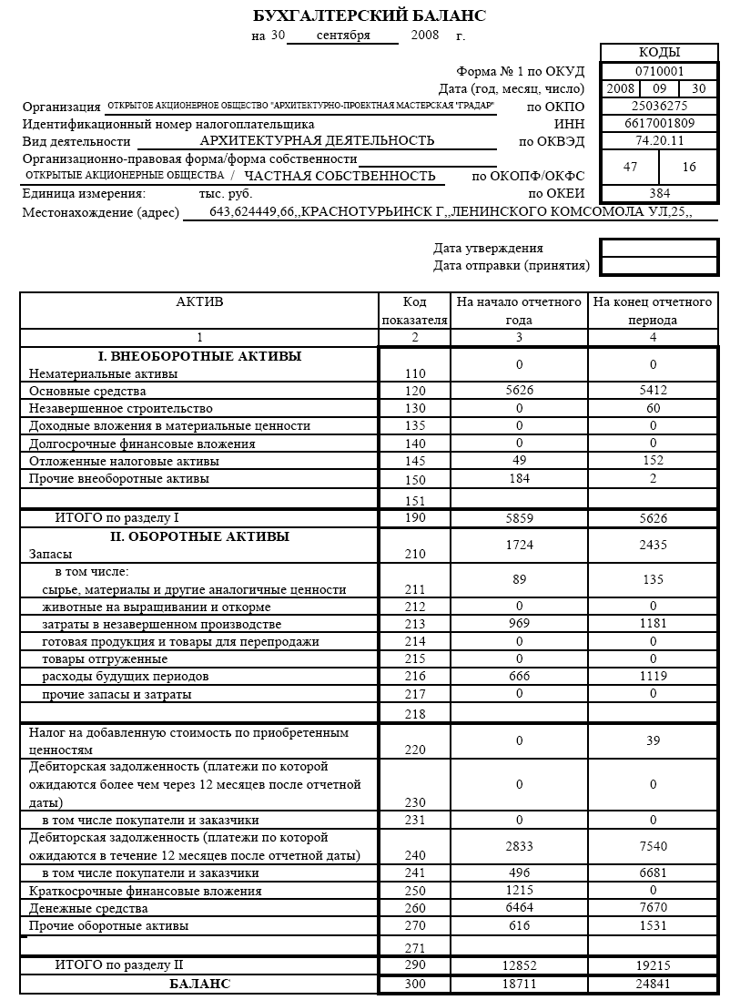 БУХГАЛТЕРСКИЙ БАЛАНС
на 30 сентября 2008 г.
КОДЫ
Форма № 1 по ОКУД 0710001
Дата (год, месяц, число) 2008 09 30
Организация ОТКРЫТОЕ АКЦИОНЕРНОЕ ОБЩЕСТВО "АРХИТЕКТУРНО-ПРОЕКТНАЯ МАСТЕРСКАЯ "ГРАДАР" по ОКПО 25036275
Идентификационный номер налогоплательщика ИНН 6617001809
Вид деятельности АРХИТЕКТУРНАЯ ДЕЯТЕЛЬНОСТЬ по ОКВЭД 74.20.11
Организационно-правовая форма/форма собственности
47 16
ОТКРЫТЫЕ АКЦИОНЕРНЫЕ ОБЩЕСТВА / ЧАСТНАЯ СОБСТВЕННОСТЬ по ОКОПФ/ОКФС
Единица измерения: тыс. руб. по ОКЕИ 384
Местонахождение (адрес) 643,624449,66,,КРАСНОТУРЬИНСК Г,,ЛЕНИНСКОГО КОМСОМОЛА УЛ,25,,
Дата утверждения
Дата отправки (принятия)
АКТИВ Код показателя На начало отчетного года На конец отчетного периода
1 2 3 4
I. ВНЕОБОРОТНЫЕ АКТИВЫ
Нематериальные активы 110 0 0
Основные средства 120 5626 5412
Незавершенное строительство 130 0 60
Доходные вложения в материальные ценности 135 0 0
Долгосрочные финансовые вложения 140 0 0
Отложенные налоговые активы 145 49 152
Прочие внеоборотные активы 150 184 2
151
ИТОГО по разделу I 190 5859 5626
II. ОБОРОТНЫЕ АКТИВЫ
Запасы 210 1724 2435
в том числе:
сырье, материалы и другие аналогичные ценности 211 89 135
животные на выращивании и откорме 212 0 0
затраты в незавершенном производстве 213 969 1181
готовая продукция и товары для перепродажи 214 0 0
товары отгруженные 215 0 0
расходы будущих периодов 216 666 1119
прочие запасы и затраты 217 0 0
218
Налог на добавленную стоимость по приобретенным
ценностям 220 0 39
Дебиторская задолженность (платежи по которой
ожидаются более чем через 12 месяцев после отчетной
даты) 230 0 0
в том числе покупатели и заказчики 231 0 0
Дебиторская задолженность (платежи по которой
ожидаются в течение 12 месяцев после отчетной даты) 240 2833 7540
в том числе покупатели и заказчики 241 496 6681
Краткосрочные финансовые вложения 250 1215 0
Денежные средства 260 6464 7670
Прочие оборотные активы 270 616 1531
271
ИТОГО по разделу II 290 12852 19215
БАЛАНС 300 18711 24841